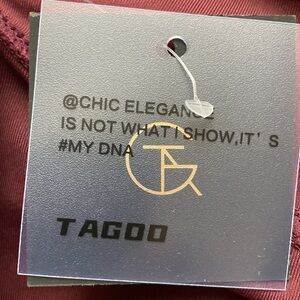 @CHIC ELEGANCE
IS NOT WHAT I SHOW,IT'S
#MY DNA
TAGOO